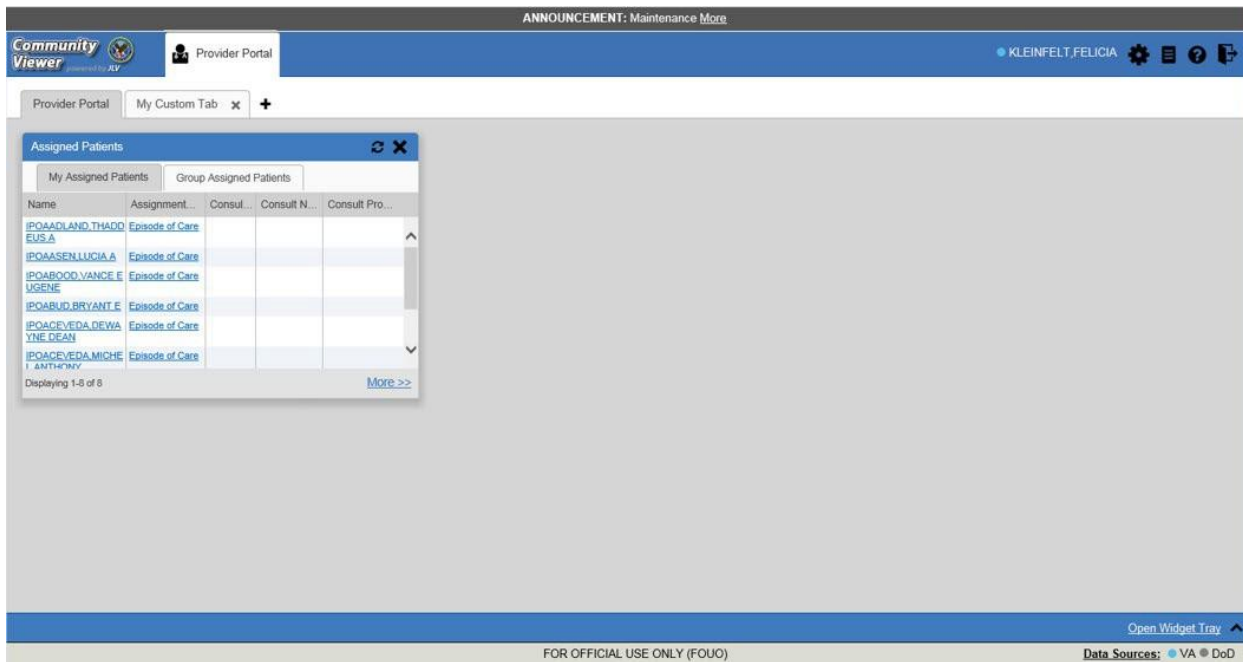 ANNOUNCEMENT: Maintenance More
Community
Viewer powered by JLV
Provider Portal
KLEINFELT,FELICIA
Provider Portal
My Custom Tab
Assigned Patients
My Assigned Patients
Group Assigned Patients
Name Assignment... Consul... Consult N... Consult Pro...
IPOAADLAND,THADD Episode of Care
EUS A
IPOAASEN,LUCIA A Episode of Care
IPOABOOD,VANCE E Episode of Care
UGENE
IPOABUD,BRYANT E Episode of Care
IPOACEVEDA,DEWA Episode of Care
YNE DEAN
IPOACEVEDA,MICHE Episode of Care
L ANTHONY
Displaying 1-8 of 8 More >>
Open Widget Tray
FOR OFFICIAL USE ONLY (FOUO)
Data Sources: VA DoD